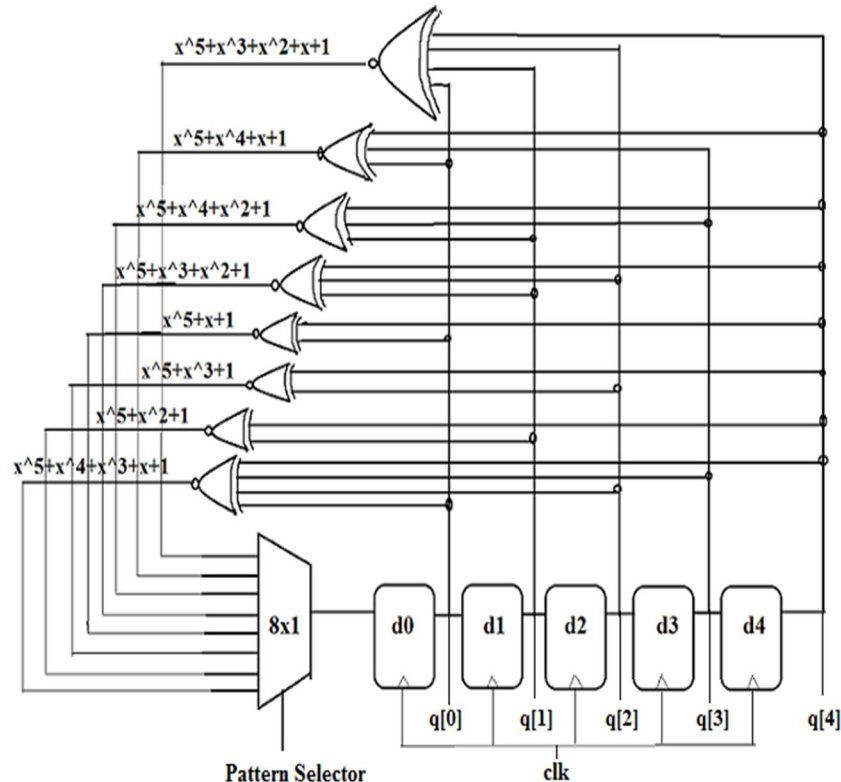 x^5+x^3+x^2+x+1
x^5+x^4+x+1
x^5+x^4+x^2+1
x^5+x^3+x^2+1
x^5+x+1
x^5+x^3+1
x^5+x^2+1
x^5+x^4+x^3+x+1
8x1
d0
d1
d2
d3
d4
q[0]
q[1]
q[2]
q[3]
q[4]
Pattern Selector
clk